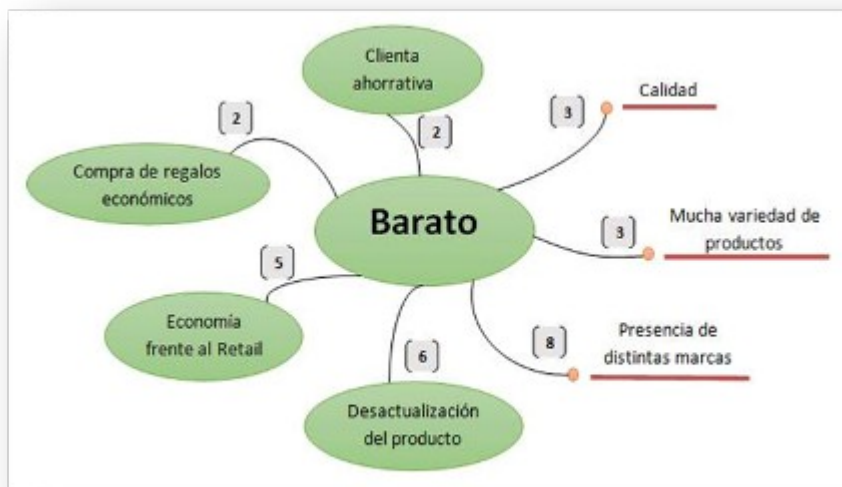 Clienta
ahorrativa
[2]
[2]
[3]
Calidad
Compra de regalos
económicos
Barato
[3]
Mucha variedad de
productos
[5]
Economía
frente al Retail
[6]
[8]
Presencia de
distintas marcas
Desactualización
del producto